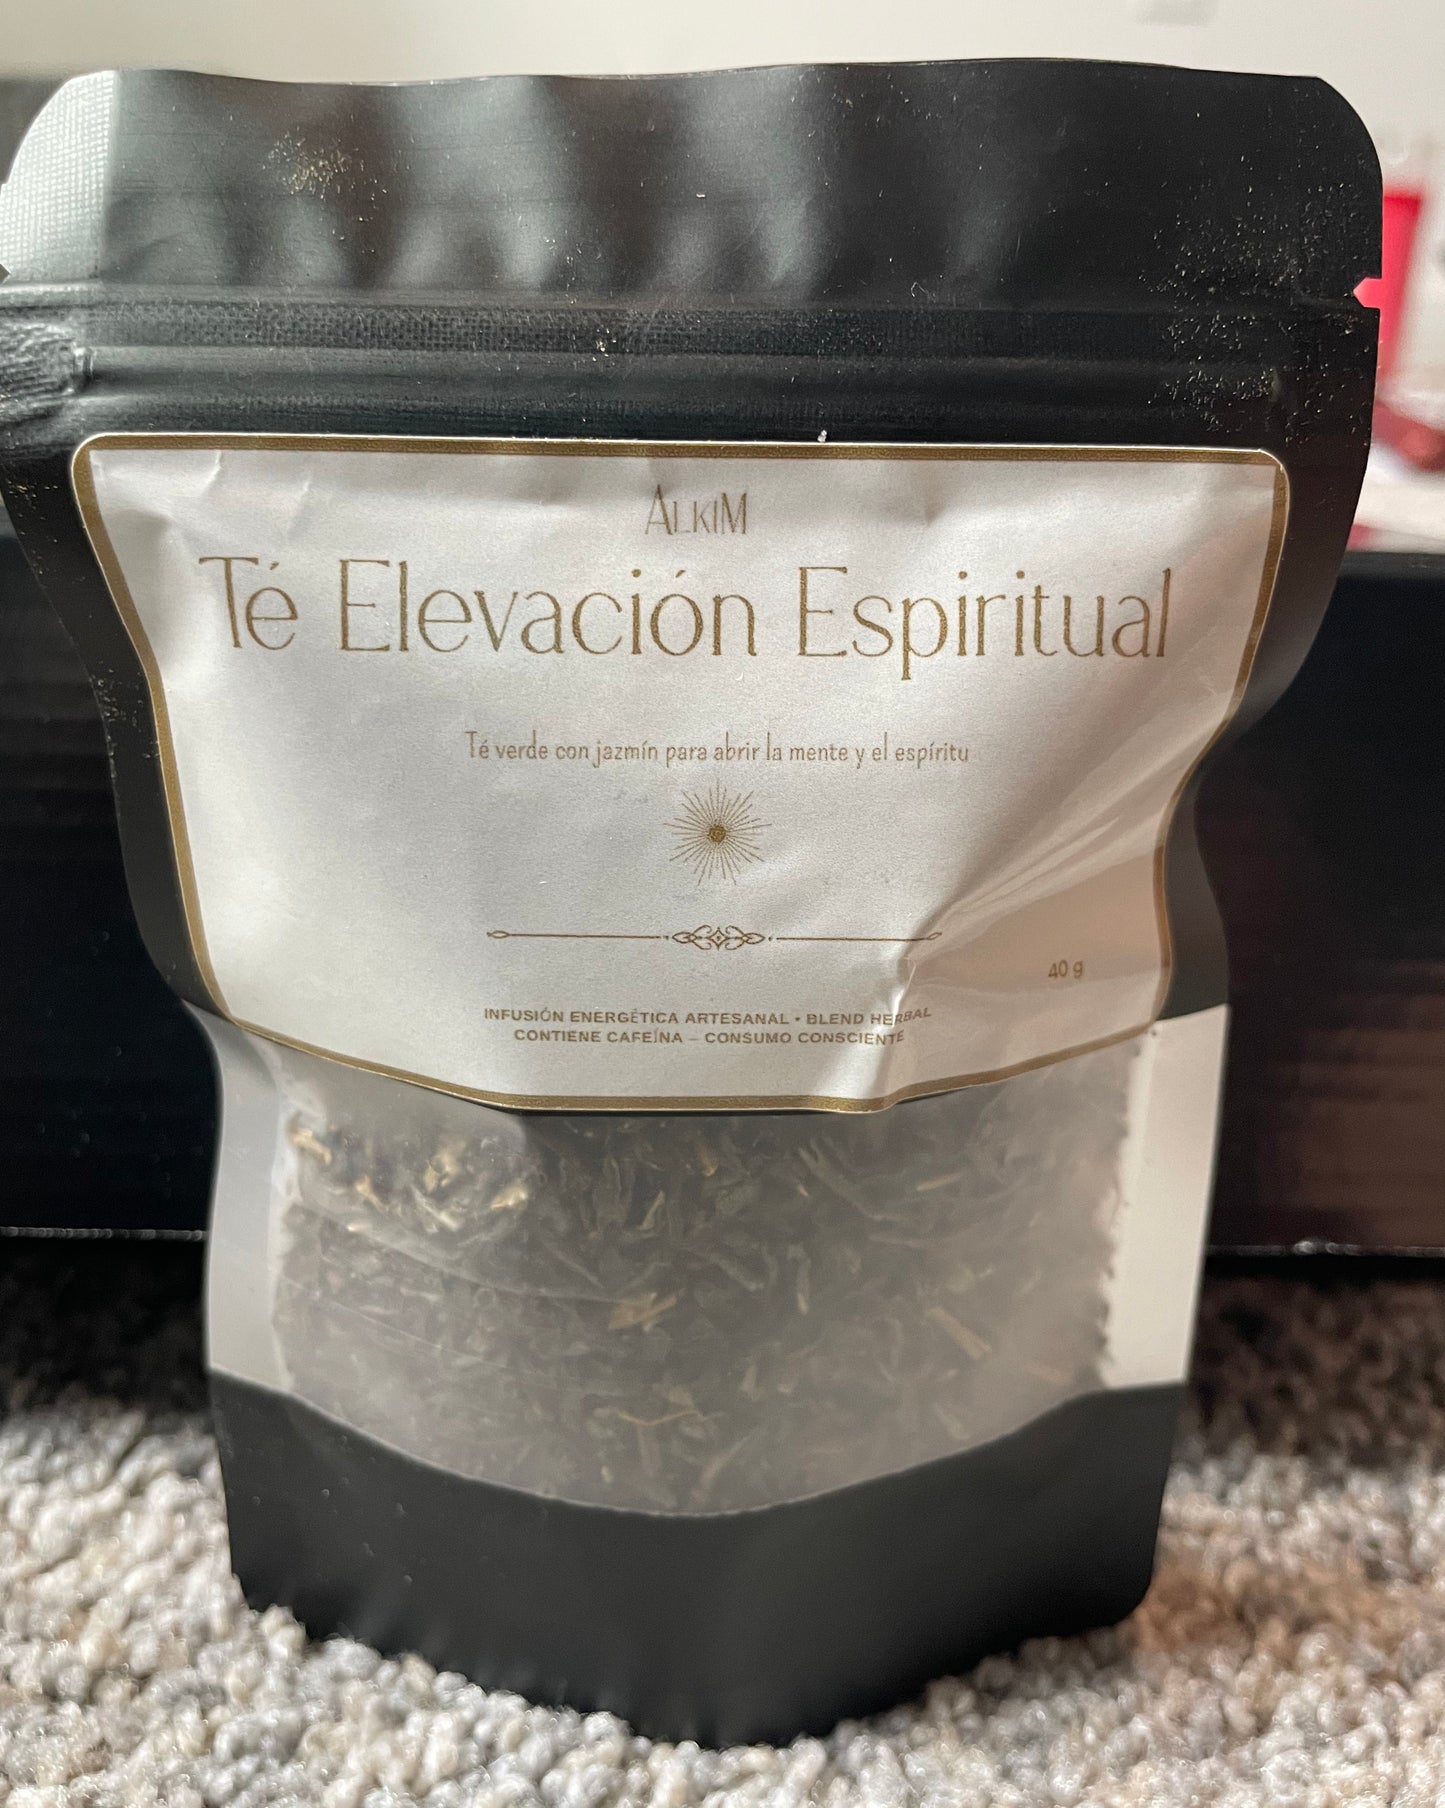 ALKIM
Té Elevación Espiritual
Té verde con jazmín para abrir la mente y el espíritu
40 g
INFUSIÓN ENERGÉTICA ARTESANAL • BLEND HERBAL
CONTIENE CAFEÍNA – CONSUMO CONSCIENTE